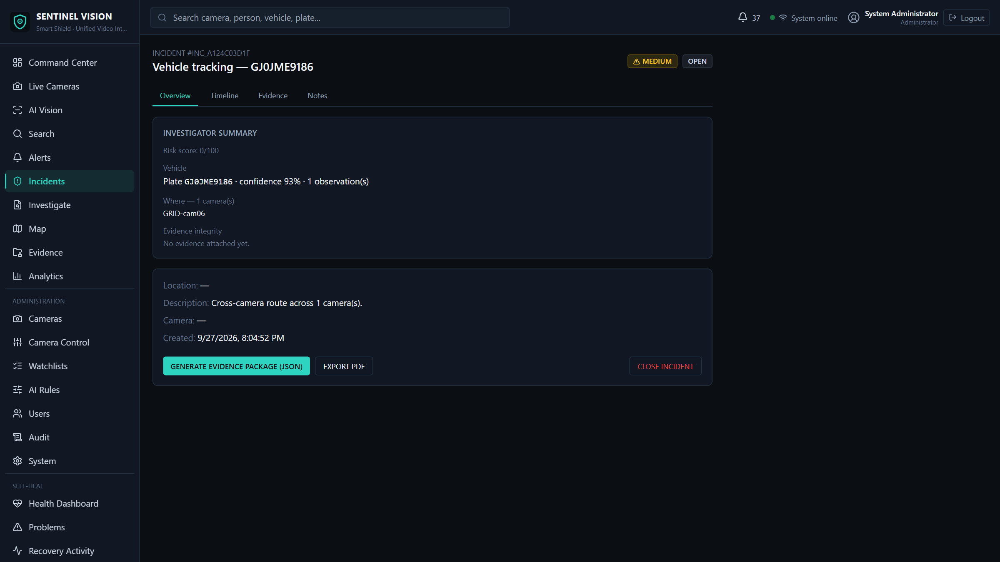 SENTINEL VISION
Smart Shield · Unified Video Int...
Search camera, person, vehicle, plate...
37
System online
System Administrator
Administrator
Logout
Command Center
Live Cameras
AI Vision
Search
Alerts
Incidents
Investigate
Map
Evidence
Analytics
ADMINISTRATION
Cameras
Camera Control
Watchlists
AI Rules
Users
Audit
System
SELF-HEAL
Health Dashboard
Problems
Recovery Activity
INCIDENT #INC_A124C03D1F
Vehicle tracking — GJ0JME9186
MEDIUM
OPEN
Overview
Timeline
Evidence
Notes
INVESTIGATOR SUMMARY
Risk score: 0/100
Vehicle
Plate GJ0JME9186 · confidence 93% · 1 observation(s)
Where — 1 camera(s)
GRID-cam06
Evidence integrity
No evidence attached yet.
Location: —
Description: Cross-camera route across 1 camera(s).
Camera: —
Created: 9/27/2026, 8:04:52 PM
GENERATE EVIDENCE PACKAGE (JSON)
EXPORT PDF
CLOSE INCIDENT